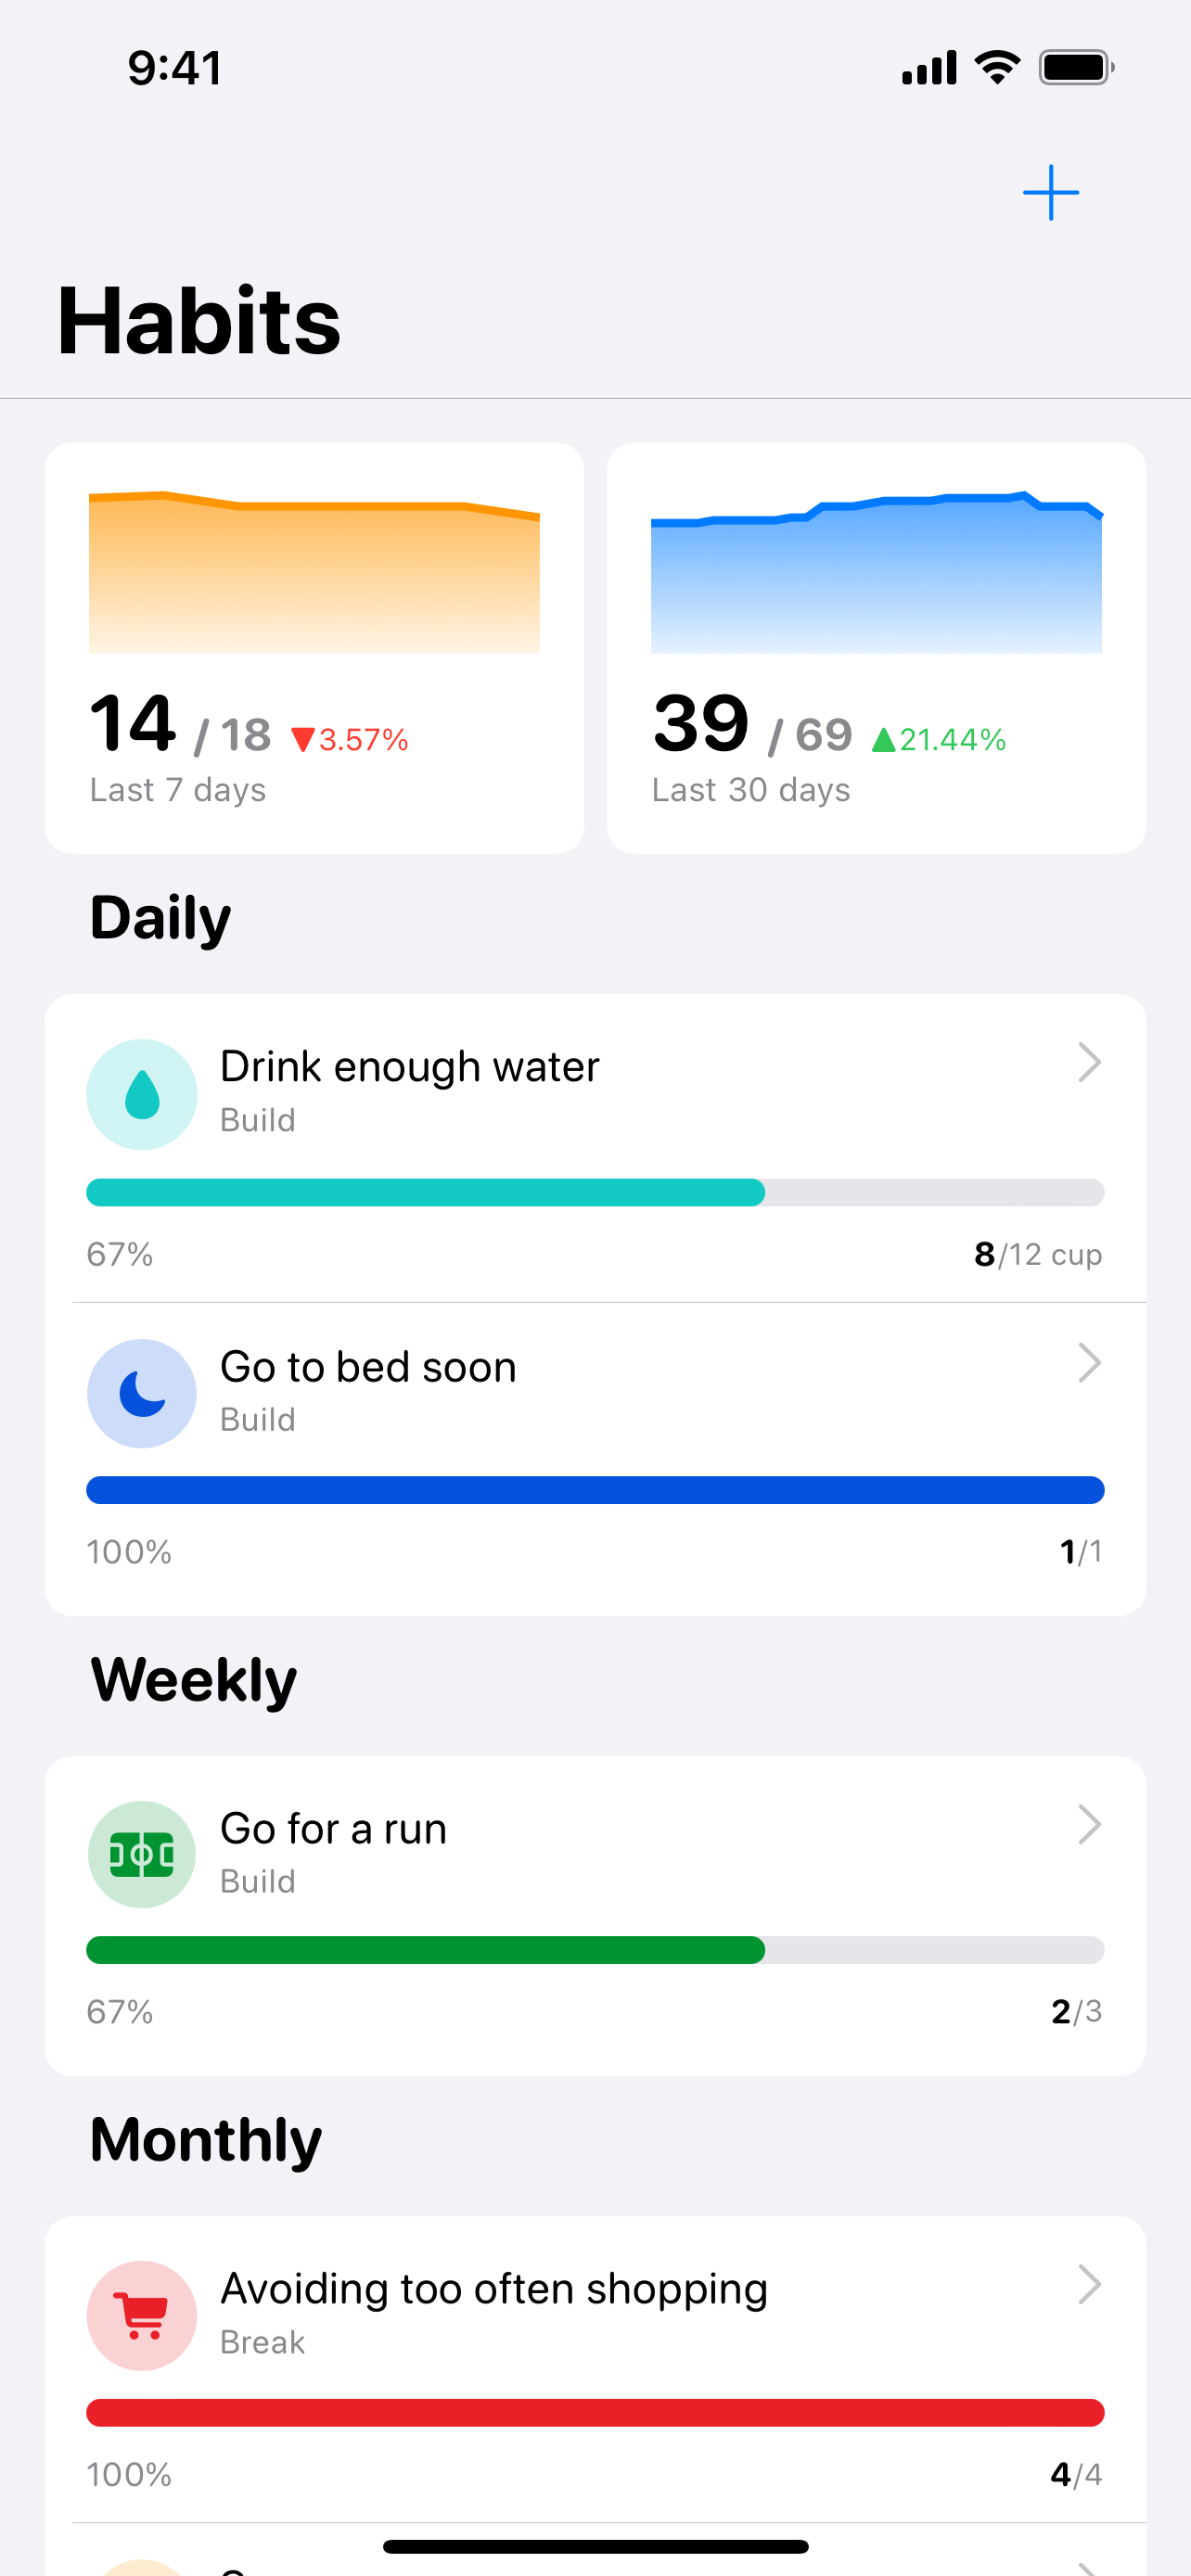 9:41
Habits
14 / 18 ▼3.57%
Last 7 days
39 / 69 ▲21.44%
Last 30 days
Daily
Drink enough water
Build
67%
8/12 cup
Go to bed soon
Build
100%
1/1
Weekly
Go for a run
Build
67%
2/3
Monthly
Avoiding too often shopping
Break
100%
4/4